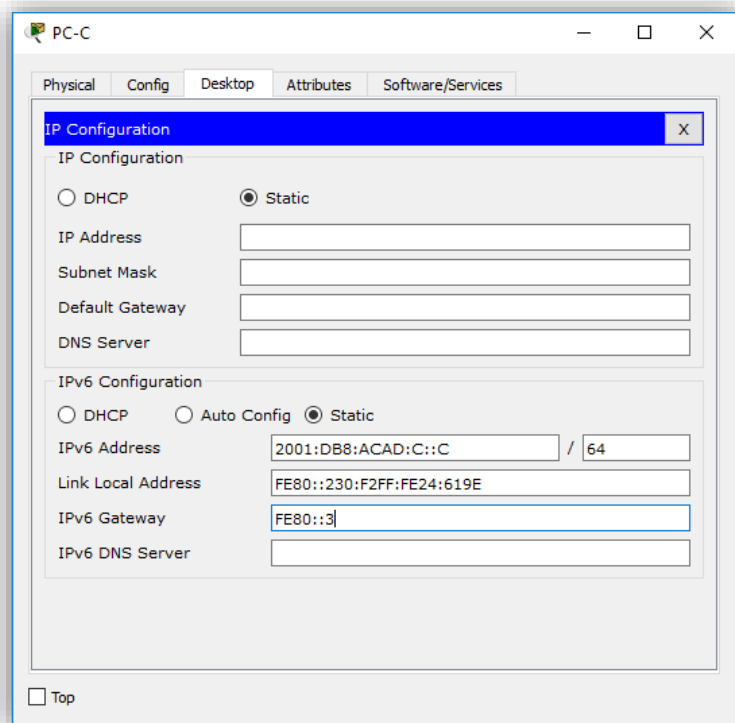 PC-C
Physical Config Desktop Attributes Software/Services
IP Configuration X
IP Configuration
DHCP Static
IP Address
Subnet Mask
Default Gateway
DNS Server
IPv6 Configuration
DHCP Auto Config Static
IPv6 Address 2001:DB8:ACAD:C::C / 64
Link Local Address FE80::230:F2FF:FE24:619E
IPv6 Gateway FE80::3
IPv6 DNS Server
Top